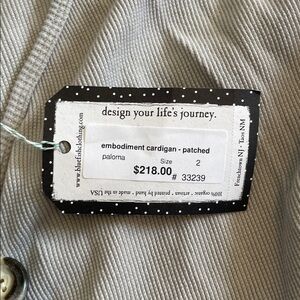 design your life's journey.
www.bluefishclothing.com
embodiment cardigan - patched
paloma
Size 2
$218.00 # 33239
Frenchtown NJ - Taos NM
100% organic - artisan - printed by hand - made in the USA